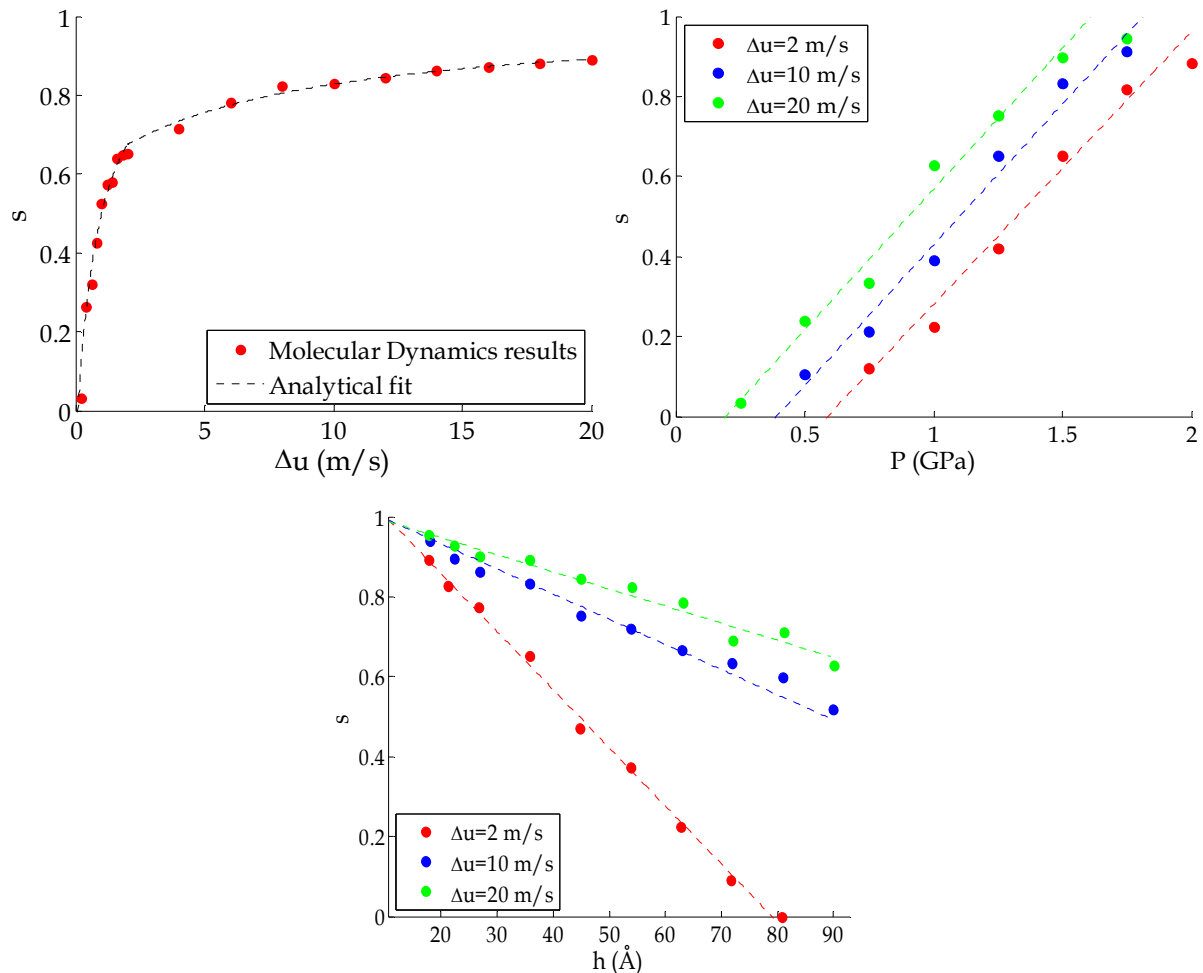 1
0.8
0.6
0.4
0.2
0
s
0
5
10
15
20
Δu (m/s)
Molecular Dynamics results
Analytical fit
1
0.8
0.6
0.4
0.2
0
s
0
0.5
1
1.5
2
P (GPa)
Δu=2 m/s
Δu=10 m/s
Δu=20 m/s
1
0.8
0.6
0.4
0.2
0
s
20
30
40
50
60
70
80
90
h (Å)
Δu=2 m/s
Δu=10 m/s
Δu=20 m/s